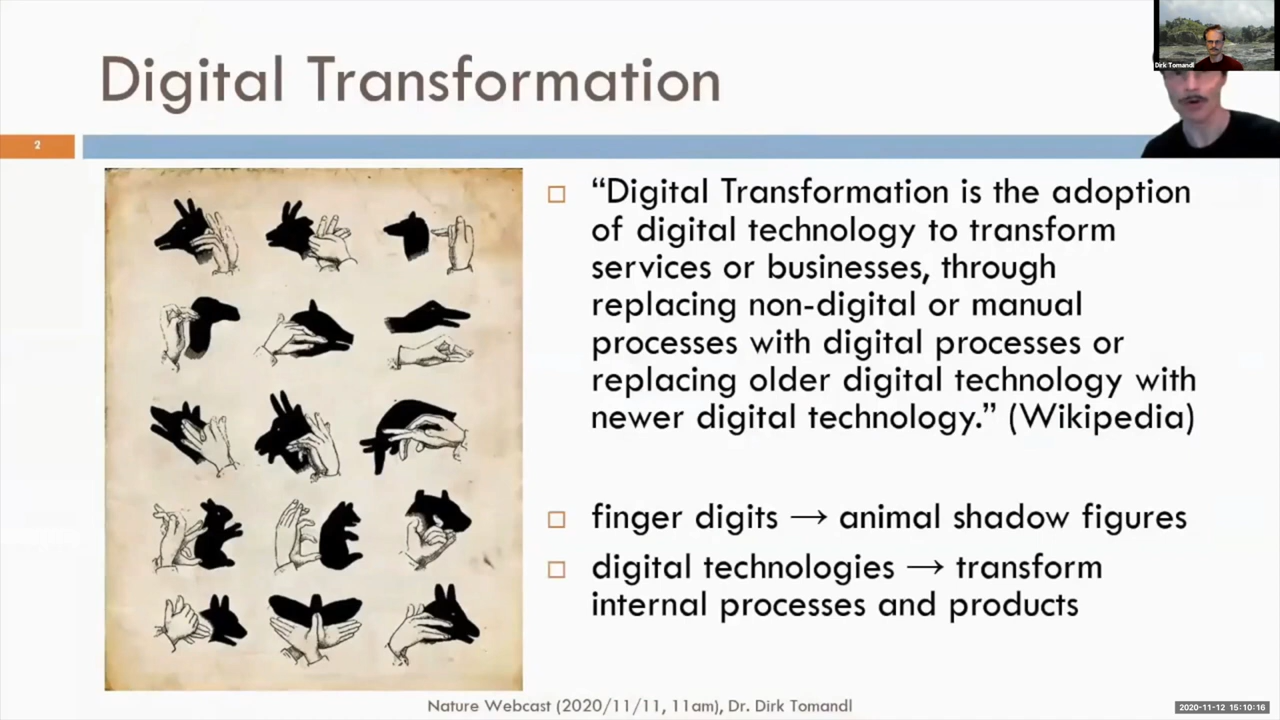 Digital Transformation
Dirk Tomandl
2
“Digital Transformation is the adoption
of digital technology to transform
services or businesses, through
replacing non-digital or manual
processes with digital processes or
replacing older digital technology with
newer digital technology.” (Wikipedia)
finger digits → animal shadow figures
digital technologies → transform
internal processes and products
Nature Webcast (2020/11/11, 11am), Dr. Dirk Tomandl
2020-11-12 15:10:16